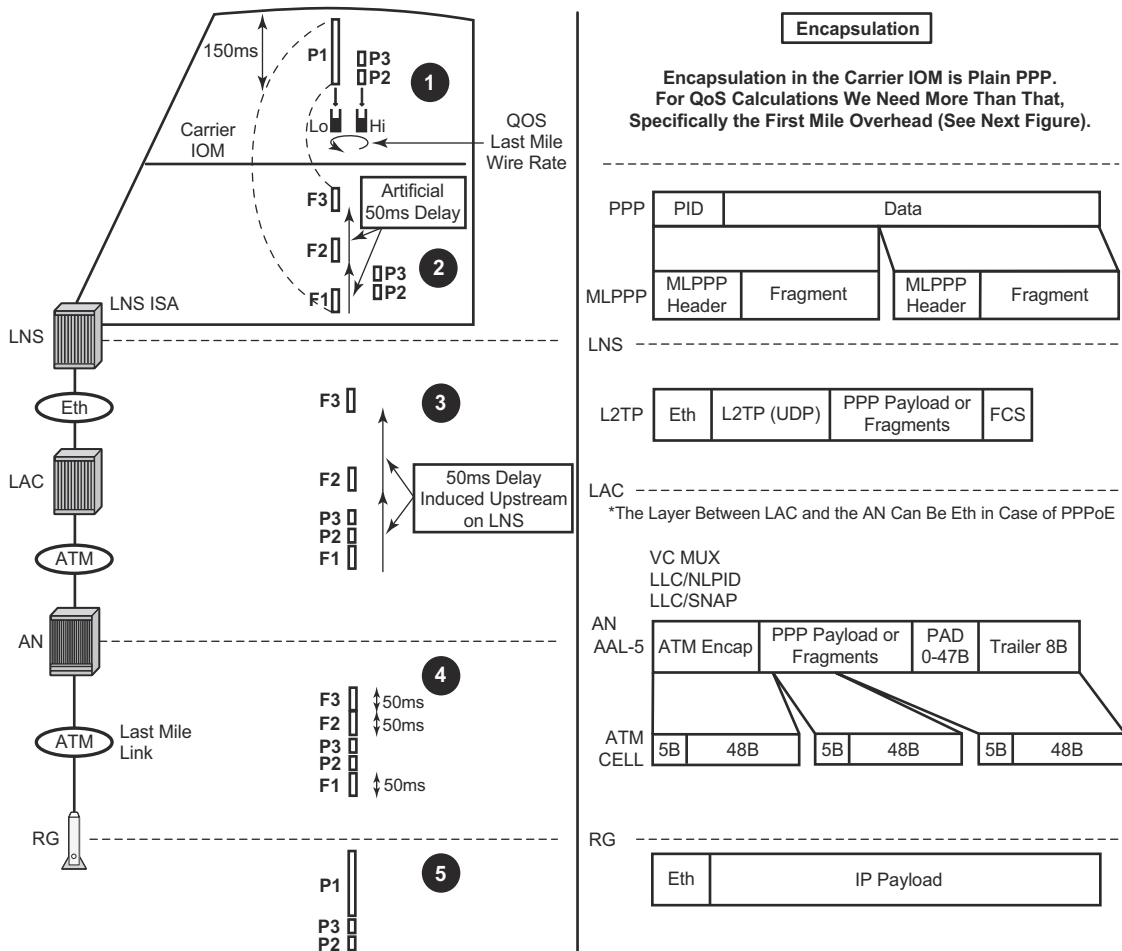 150ms
P1
P3
P2
1
Lo
Hi
Carrier
IOM
QOS
Last Mile
Wire Rate
F3
Artificial
50ms Delay
F2
P3
P2
2
F1
LNS ISA
LNS
Eth
F3
3
LAC
F2
50ms Delay
Induced Upstream
on LNS
P3
P2
F1
ATM
AN
4
F3
50ms
F2
50ms
P3
P2
F1
50ms
ATM
Last Mile
Link
RG
5
P1
P3
P2
Encapsulation
Encapsulation in the Carrier IOM is Plain PPP.
For QoS Calculations We Need More Than That,
Specifically the First Mile Overhead (See Next Figure).
PPP
PID
Data
MLPPP
MLPPP
Header
Fragment
MLPPP
Header
Fragment
LNS
L2TP
Eth
L2TP (UDP)
PPP Payload or
Fragments
FCS
LAC
*The Layer Between LAC and the AN Can Be Eth in Case of PPPoE
VC MUX
LLC/NLPID
LLC/SNAP
AN
AAL-5
ATM Encap
PPP Payload or
Fragments
PAD
0-47B
Trailer 8B
ATM
CELL
5B
48B
5B
48B
5B
48B
RG
Eth
IP Payload